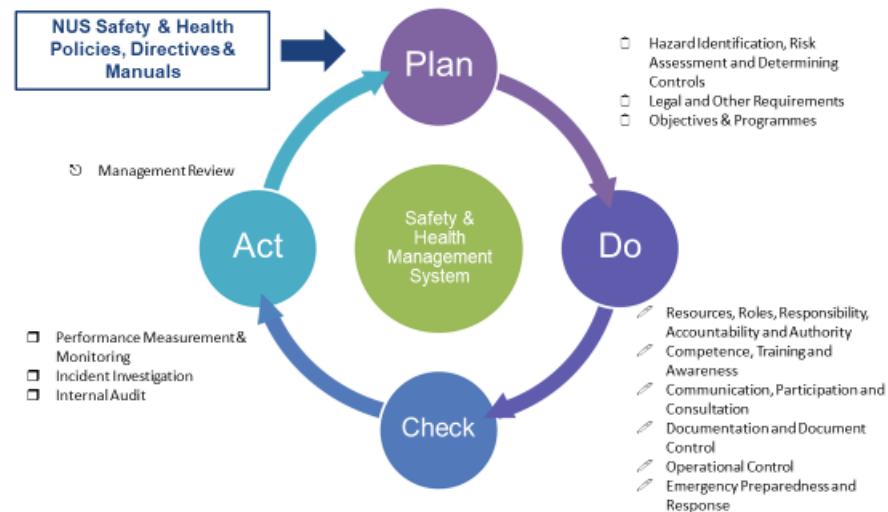 NUS Safety & Health
Policies, Directives &
Manuals
Plan
Hazard Identification, Risk
Assessment and Determining
Controls
Legal and Other Requirements
Objectives & Programmes
Management Review
Act
Safety &
Health
Management
System
Do
Resources, Roles, Responsibility,
Accountability and Authority
Competence, Training and
Awareness
Communication, Participation and
Consultation
Documentation and Document
Control
Operational Control
Emergency Preparedness and
Response
Performance Measurement &
Monitoring
Incident Investigation
Internal Audit
Check